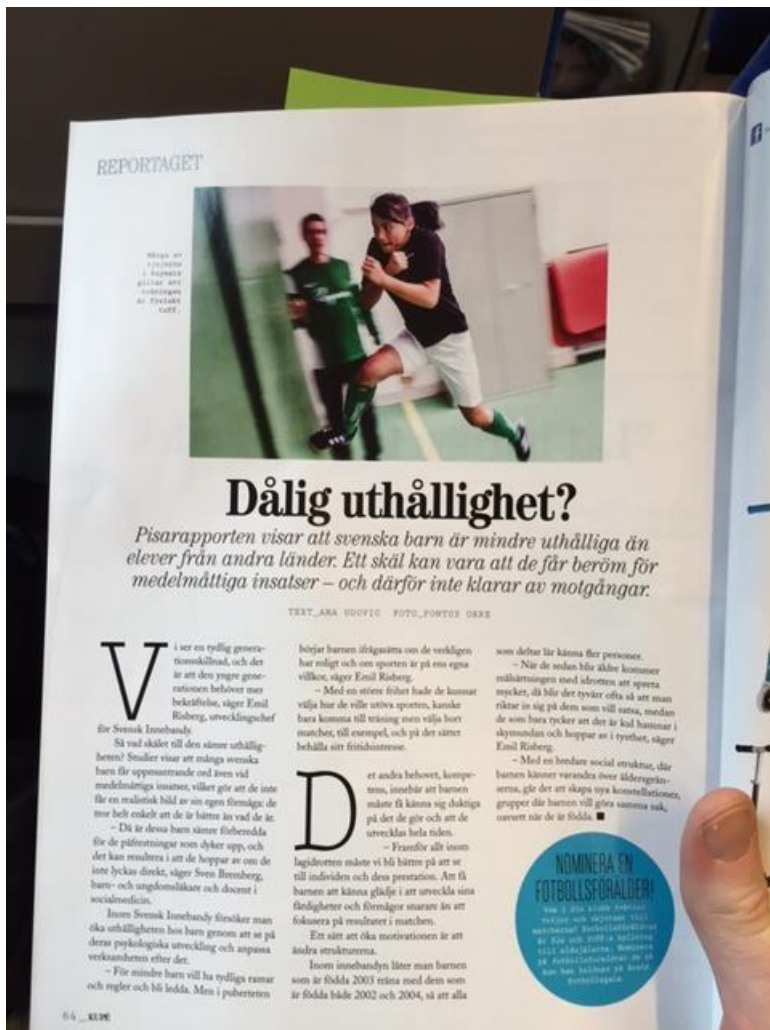 REPORTAGET
Många av
tjejerna
gillar att
träningen
är fysiskt
tuff.
Dålig uthållighet?
Pisarapporten visar att svenska barn är mindre uthålliga än
elever från andra länder. Ett skäl kan vara att de får beröm för
medelmåttiga insatser – och därför inte klarar av motgångar.
TEXT_ANA UDOVIC FOTO_PONTUS ORRE
Vi ser en tydlig genera-
tionsskillnad, och det
är att den yngre gene-
rationen behöver mer
bekräftelse, säger Emil
Risberg, utvecklingschef
för Svensk Innebandy.
Så vad är skälet till den sämre uthållig-
heten? Studier visar att många svenska
barn får uppmuntrande ord även vid
medelmåttiga insatser, vilket gör att de inte
får en realistisk bild av sin egen förmåga: de
tror helt enkelt att de är bättre än vad de är.
– Då är dessa barn sämre förberedda
för de påfrestningar som dyker upp, och
det kan resultera i att de hoppar av om de
inte lyckas direkt, säger Sven Bremberg,
barn- och ungdomsläkare och docent i
socialmedicin.
Inom Svensk Innebandy försöker man
öka uthålligheten hos barn genom att se på
deras psykologiska utveckling och anpassa
verksamheten efter det.
– För mindre barn vill ha tydliga ramar
och regler och bli ledda. Men i puberteten
börjar barnen ifrågasätta om de verkligen
har roligt och om sporten är på ens egna
villkor, säger Emil Risberg.
– Med en större frihet hade de kunnat
välja hur de ville utöva sporten, kanske
bara komma till träning men välja bort
matcher, till exempel, och på det sättet
behålla sitt fritidsintresse.
Det andra behovet, kompe-
tens, innebär att barnen
måste få känna sig duktiga
på det de gör och att de
utvecklas hela tiden.
– Framför allt inom
lagidrotten måste vi bli bättre på att se
till individen och dess prestation. Att få
barnen att känna glädje i att utveckla sina
färdigheter och förmågor snarare än att
fokusera på resultatet i matchen.
Ett sätt att öka motivationen är att
ändra strukturerna.
Inom innebandyn låter man barnen
som är födda 2003 träna med dem som
är födda både 2002 och 2004, så att alla
som deltar lär känna fler personer.
– När de sedan blir äldre kommer
målsättningen med idrotten att spreta
mycket, då blir det tyvärr ofta så att man
riktar in sig på dem som vill satsa, medan
de som bara tycker att det är kul hamnar i
skymundan och hoppar av i tysthet, säger
Emil Risberg.
– Med en bredare social struktur, där
barnen känner varandra över åldersgrän-
serna, går det att skapa nya konstellationer,
grupper där barnen vill göra samma sak,
oavsett när de är födda.
NOMINERA EN
FOTBOLLSFÖRÄLDER!
64_KUPÉ